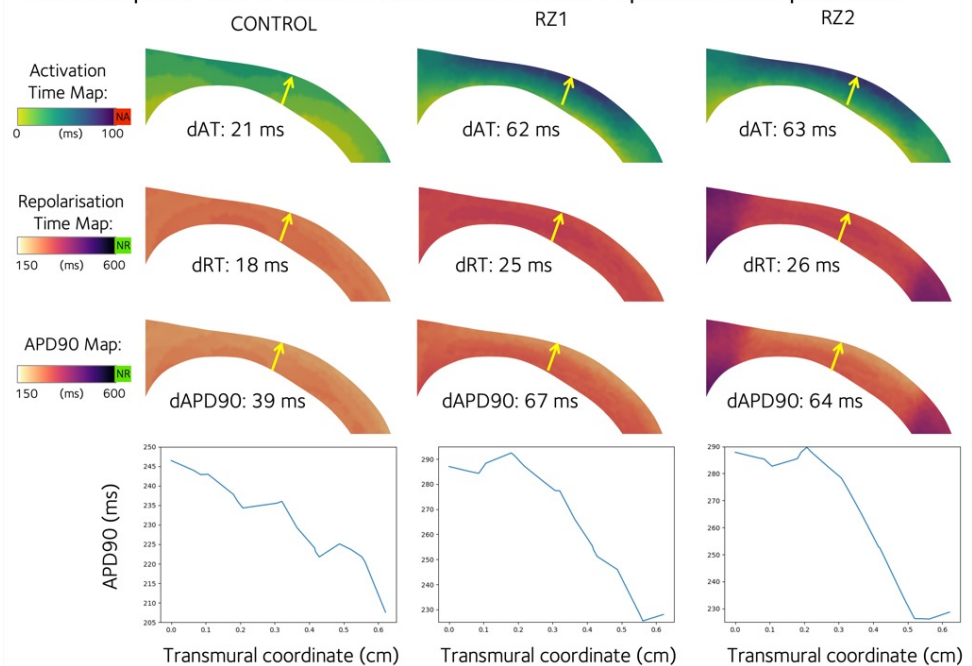 CONTROL RZ1 RZ2
Activation
Time Map:
NA
0 (ms) 100
dAT: 21 ms dAT: 62 ms dAT: 63 ms
Repolarisation
Time Map:
NR
150 (ms) 600
dRT: 18 ms dRT: 25 ms dRT: 26 ms
APD90 Map:
NR
150 (ms) 600
dAPD90: 39 ms dAPD90: 67 ms dAPD90: 64 ms
APD90 (ms)
250
245
240
235
230
225
220
215
210
205
0.0 0.1 0.2 0.3 0.4 0.5 0.6
290
280
270
260
250
240
230
0.0 0.1 0.2 0.3 0.4 0.5 0.6
290
280
270
260
250
240
230
0.0 0.1 0.2 0.3 0.4 0.5 0.6
Transmural coordinate (cm) Transmural coordinate (cm) Transmural coordinate (cm)